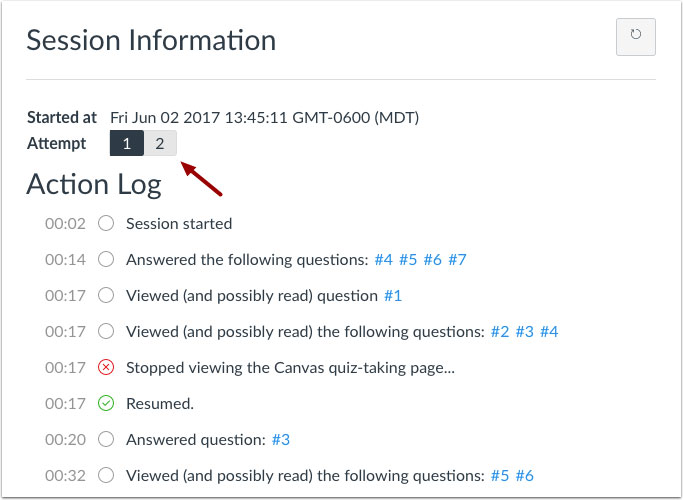 Session Information
Started at Fri Jun 02 2017 13:45:11 GMT-0600 (MDT)
Attempt 1 2
Action Log
00:02 Session started
00:14 Answered the following questions: #4 #5 #6 #7
00:17 Viewed (and possibly read) question #1
00:17 Viewed (and possibly read) the following questions: #2 #3 #4
00:17 Stopped viewing the Canvas quiz-taking page...
00:17 Resumed.
00:20 Answered question: #3
00:32 Viewed (and possibly read) the following questions: #5 #6